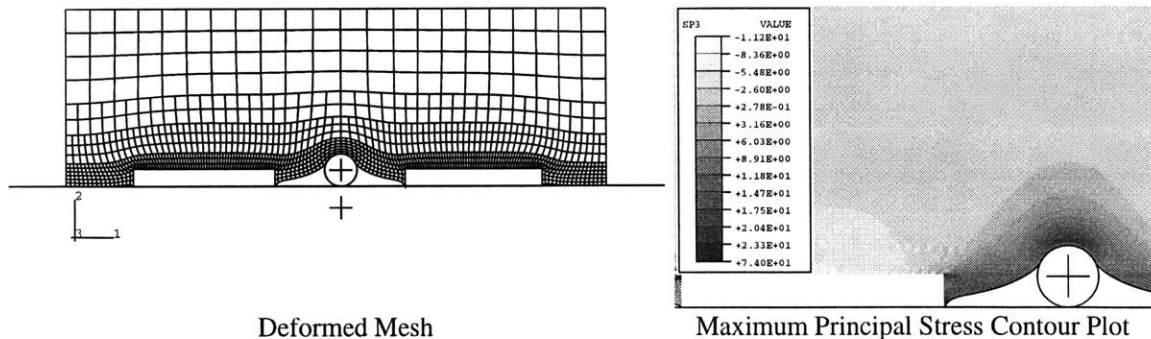 SP3 VALUE
-1.12E+01
-8.36E+00
-5.48E+00
-2.60E+00
+2.78E-01
+3.16E+00
+6.03E+00
+8.91E+00
+1.18E+01
+1.47E+01
+1.75E+01
+2.04E+01
+2.33E+01
+7.40E+01
2
3 1
Deformed Mesh
Maximum Principal Stress Contour Plot